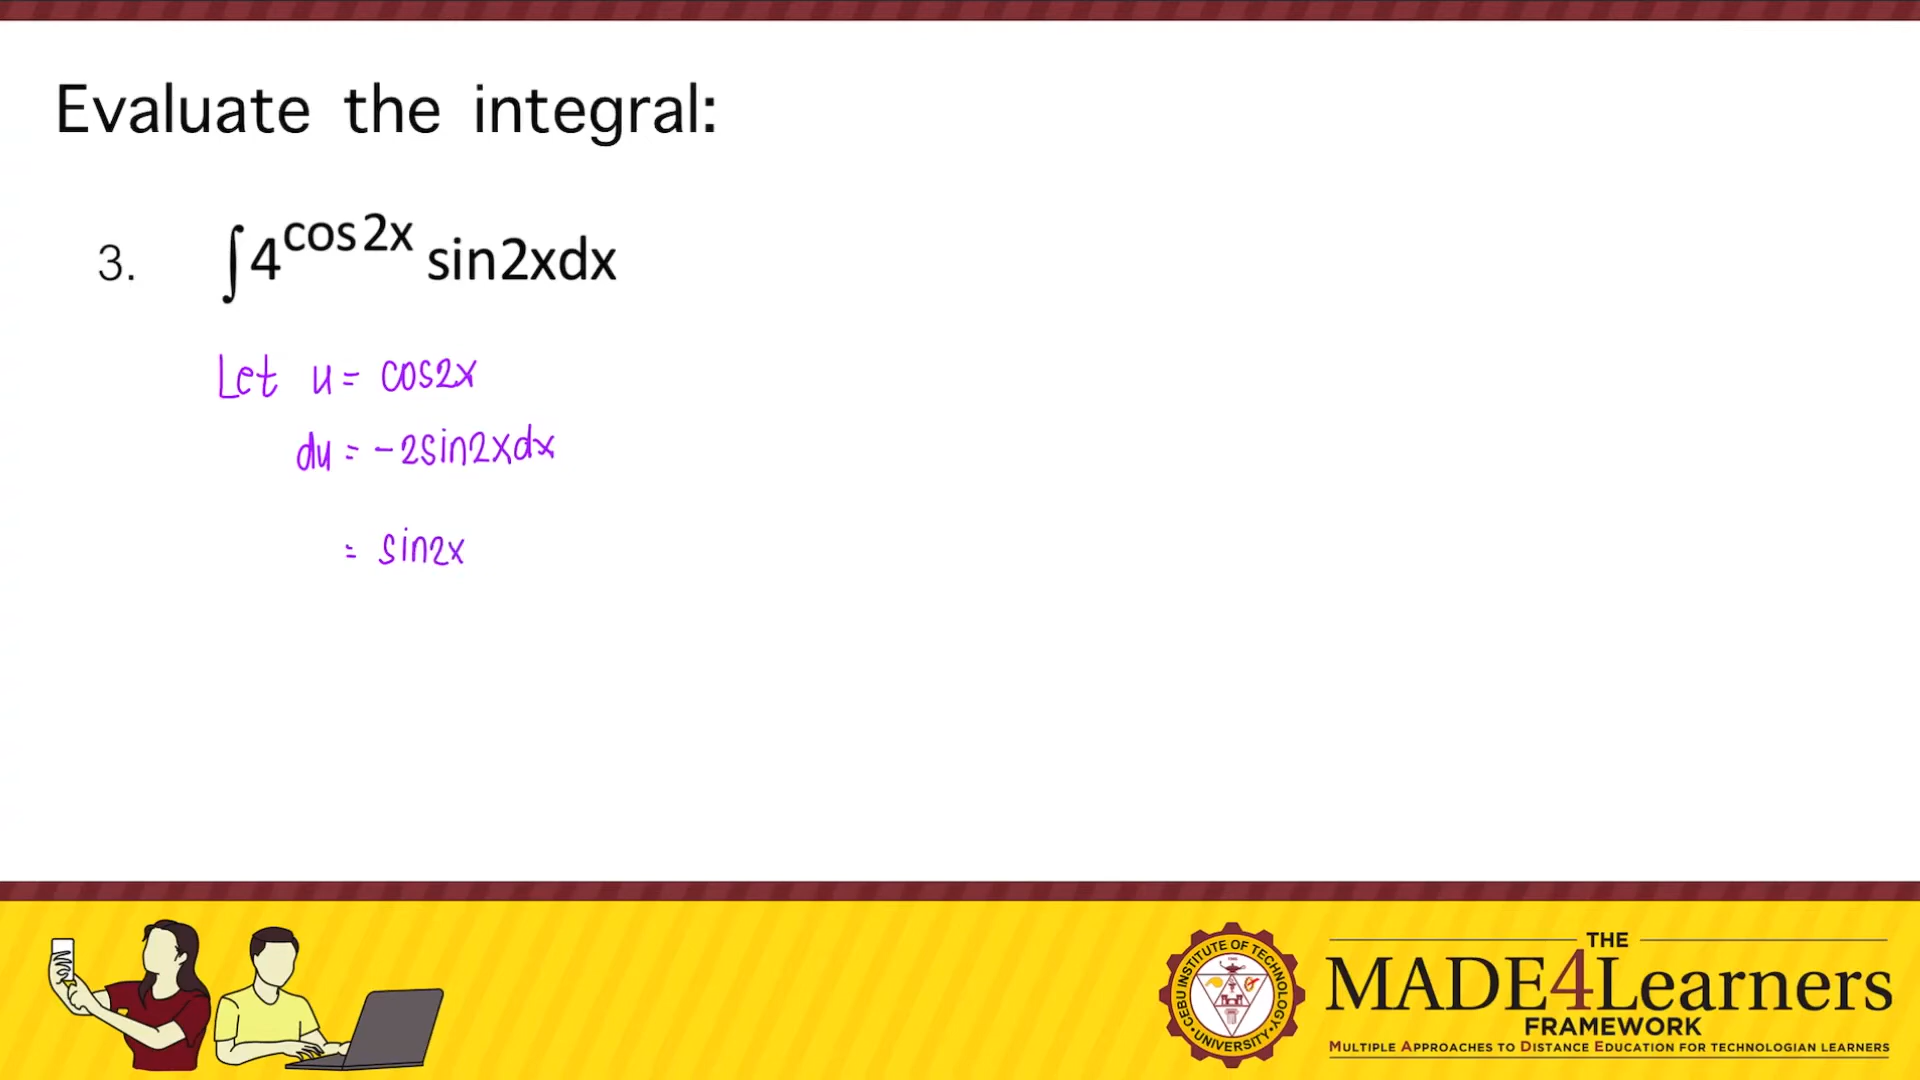 Evaluate the integral:
3. ∫4^cos2x sin2xdx
Let u = cos2x
du = -2sin2xdx
= sin2x
CEBU INSTITUTE OF TECHNOLOGY
• UNIVERSITY •
THE
MADE4Learners
FRAMEWORK
MULTIPLE APPROACHES TO DISTANCE EDUCATION FOR TECHNOLOGIAN LEARNERS